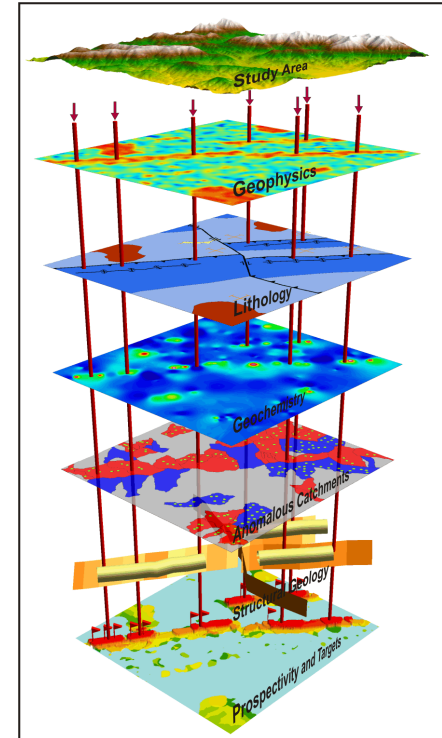 Study Area
Geophysics
Lithology
Geochemistry
Anomalous Catchments
Structural Geology
Prospectivity and Targets